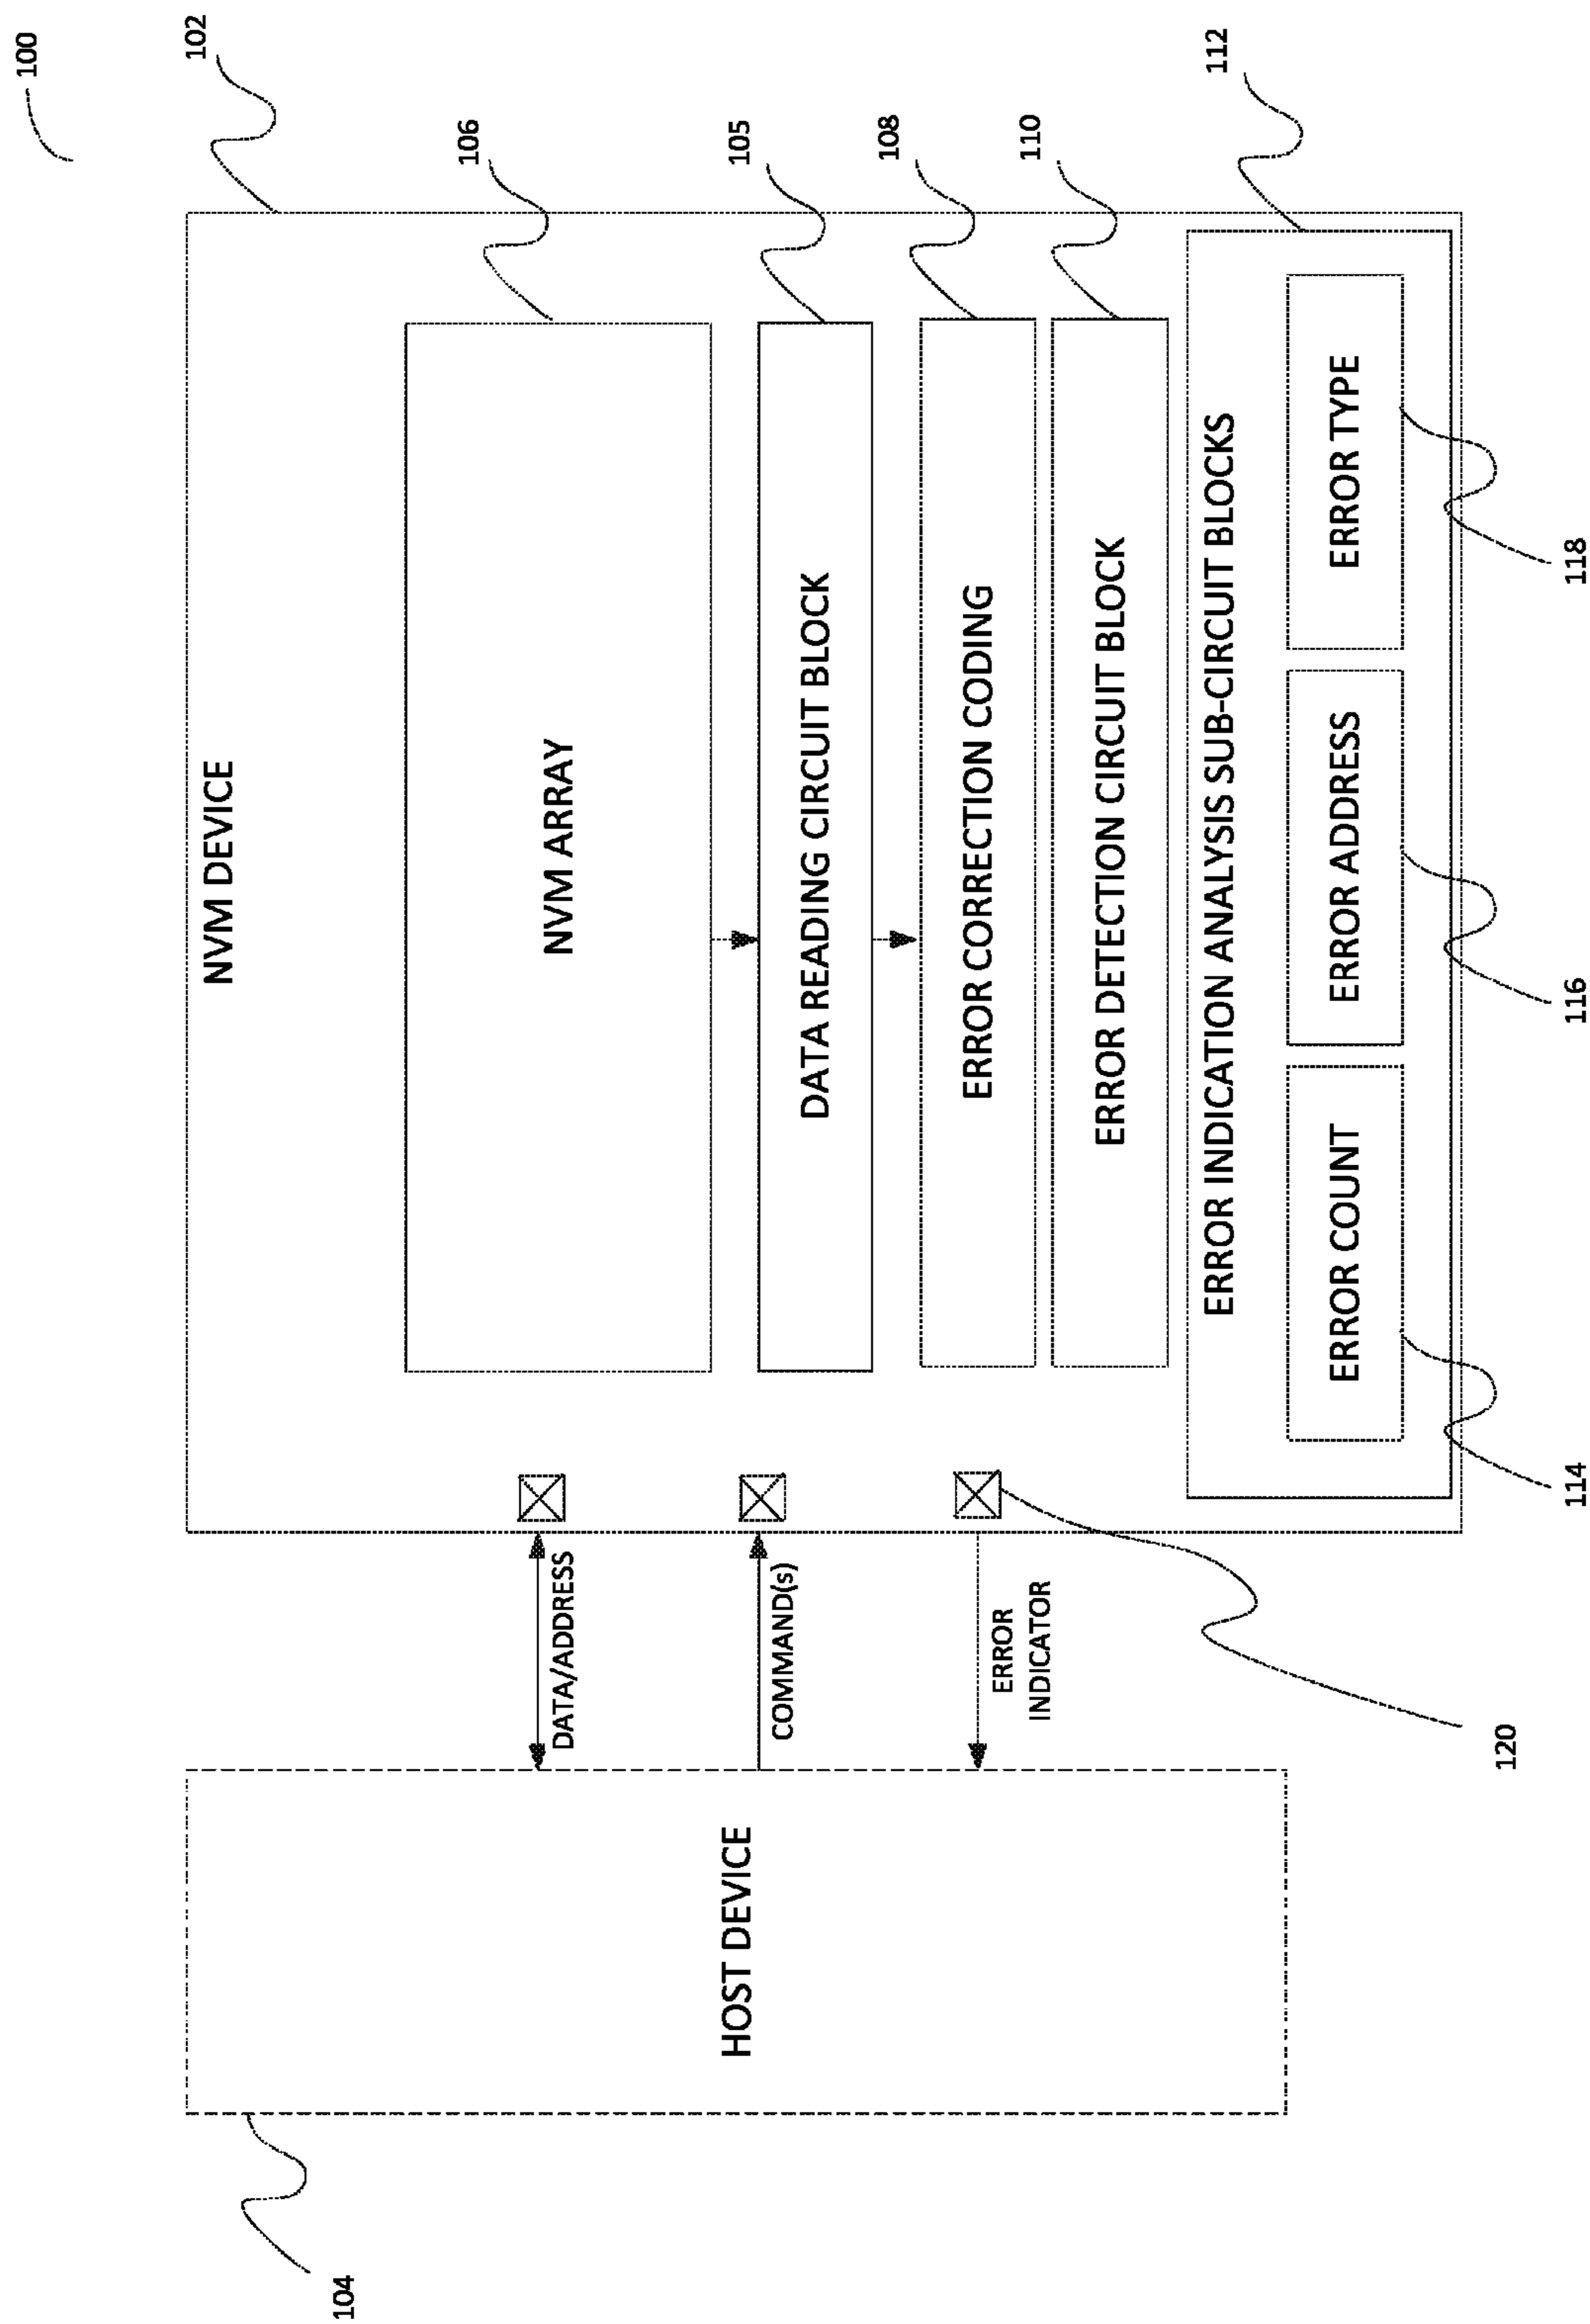 100
102
NVM DEVICE
106
NVM ARRAY
105
DATA READING CIRCUIT BLOCK
108
ERROR CORRECTION CODING
110
ERROR DETECTION CIRCUIT BLOCK
112
ERROR INDICATION ANALYSIS SUB-CIRCUIT BLOCKS
ERROR COUNT
ERROR ADDRESS
ERROR TYPE
114
116
118
HOST DEVICE
104
DATA/ADDRESS
COMMAND(s)
ERROR
INDICATOR
120